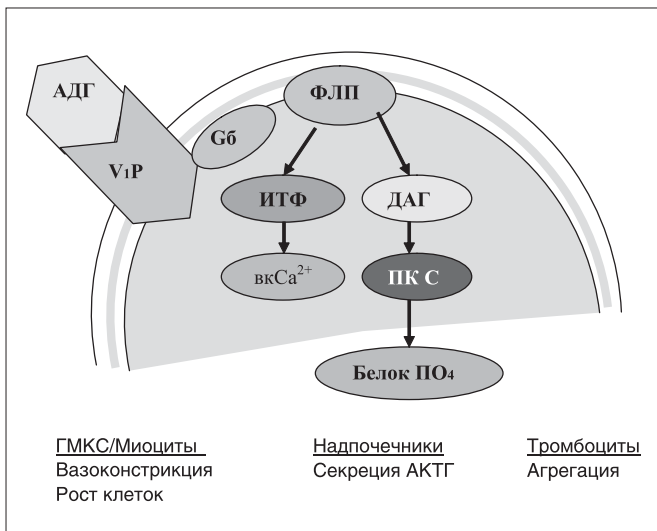 АДГ
V₁P
Gб
ФЛП
ИТФ
ДАГ
вкCa²⁺
ПК С
Белок ПО₄
ГМКС/Миоциты
Вазоконстрикция
Рост клеток
Надпочечники
Секреция АКТГ
Тромбоциты
Агрегация